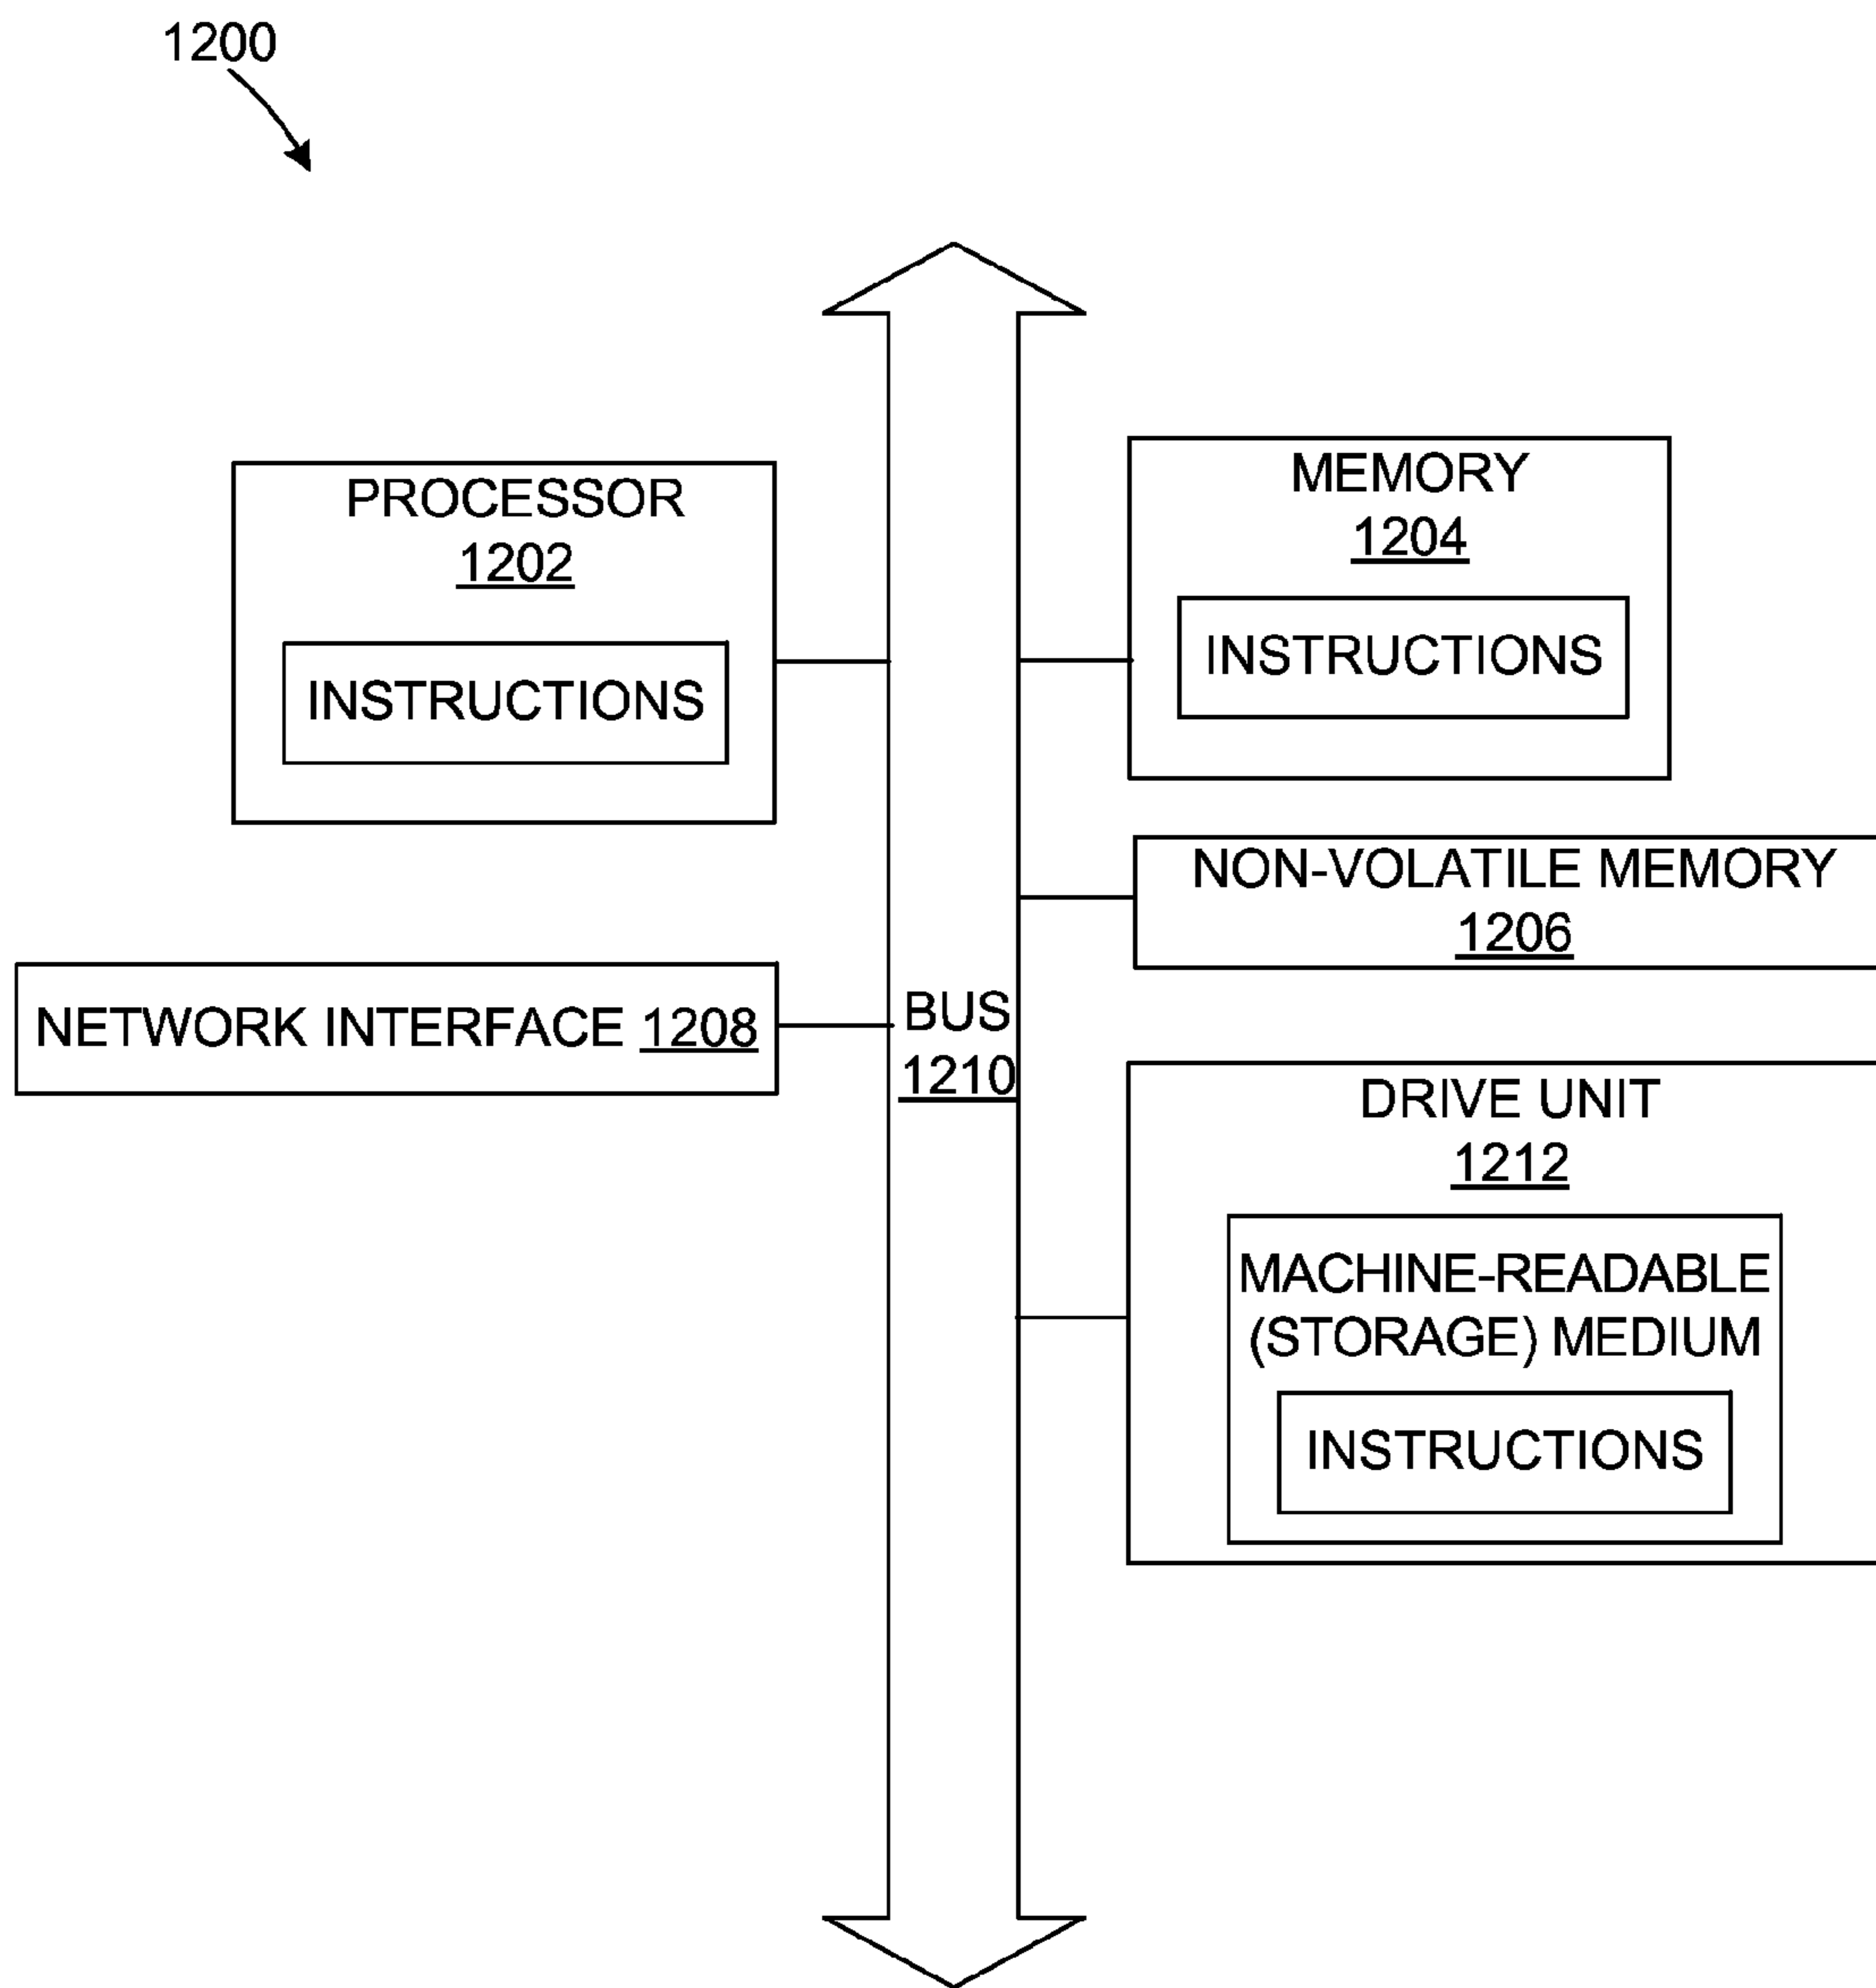 1200
PROCESSOR
1202
INSTRUCTIONS
MEMORY
1204
INSTRUCTIONS
NON-VOLATILE MEMORY
1206
NETWORK INTERFACE 1208
BUS
1210
DRIVE UNIT
1212
MACHINE-READABLE
(STORAGE) MEDIUM
INSTRUCTIONS